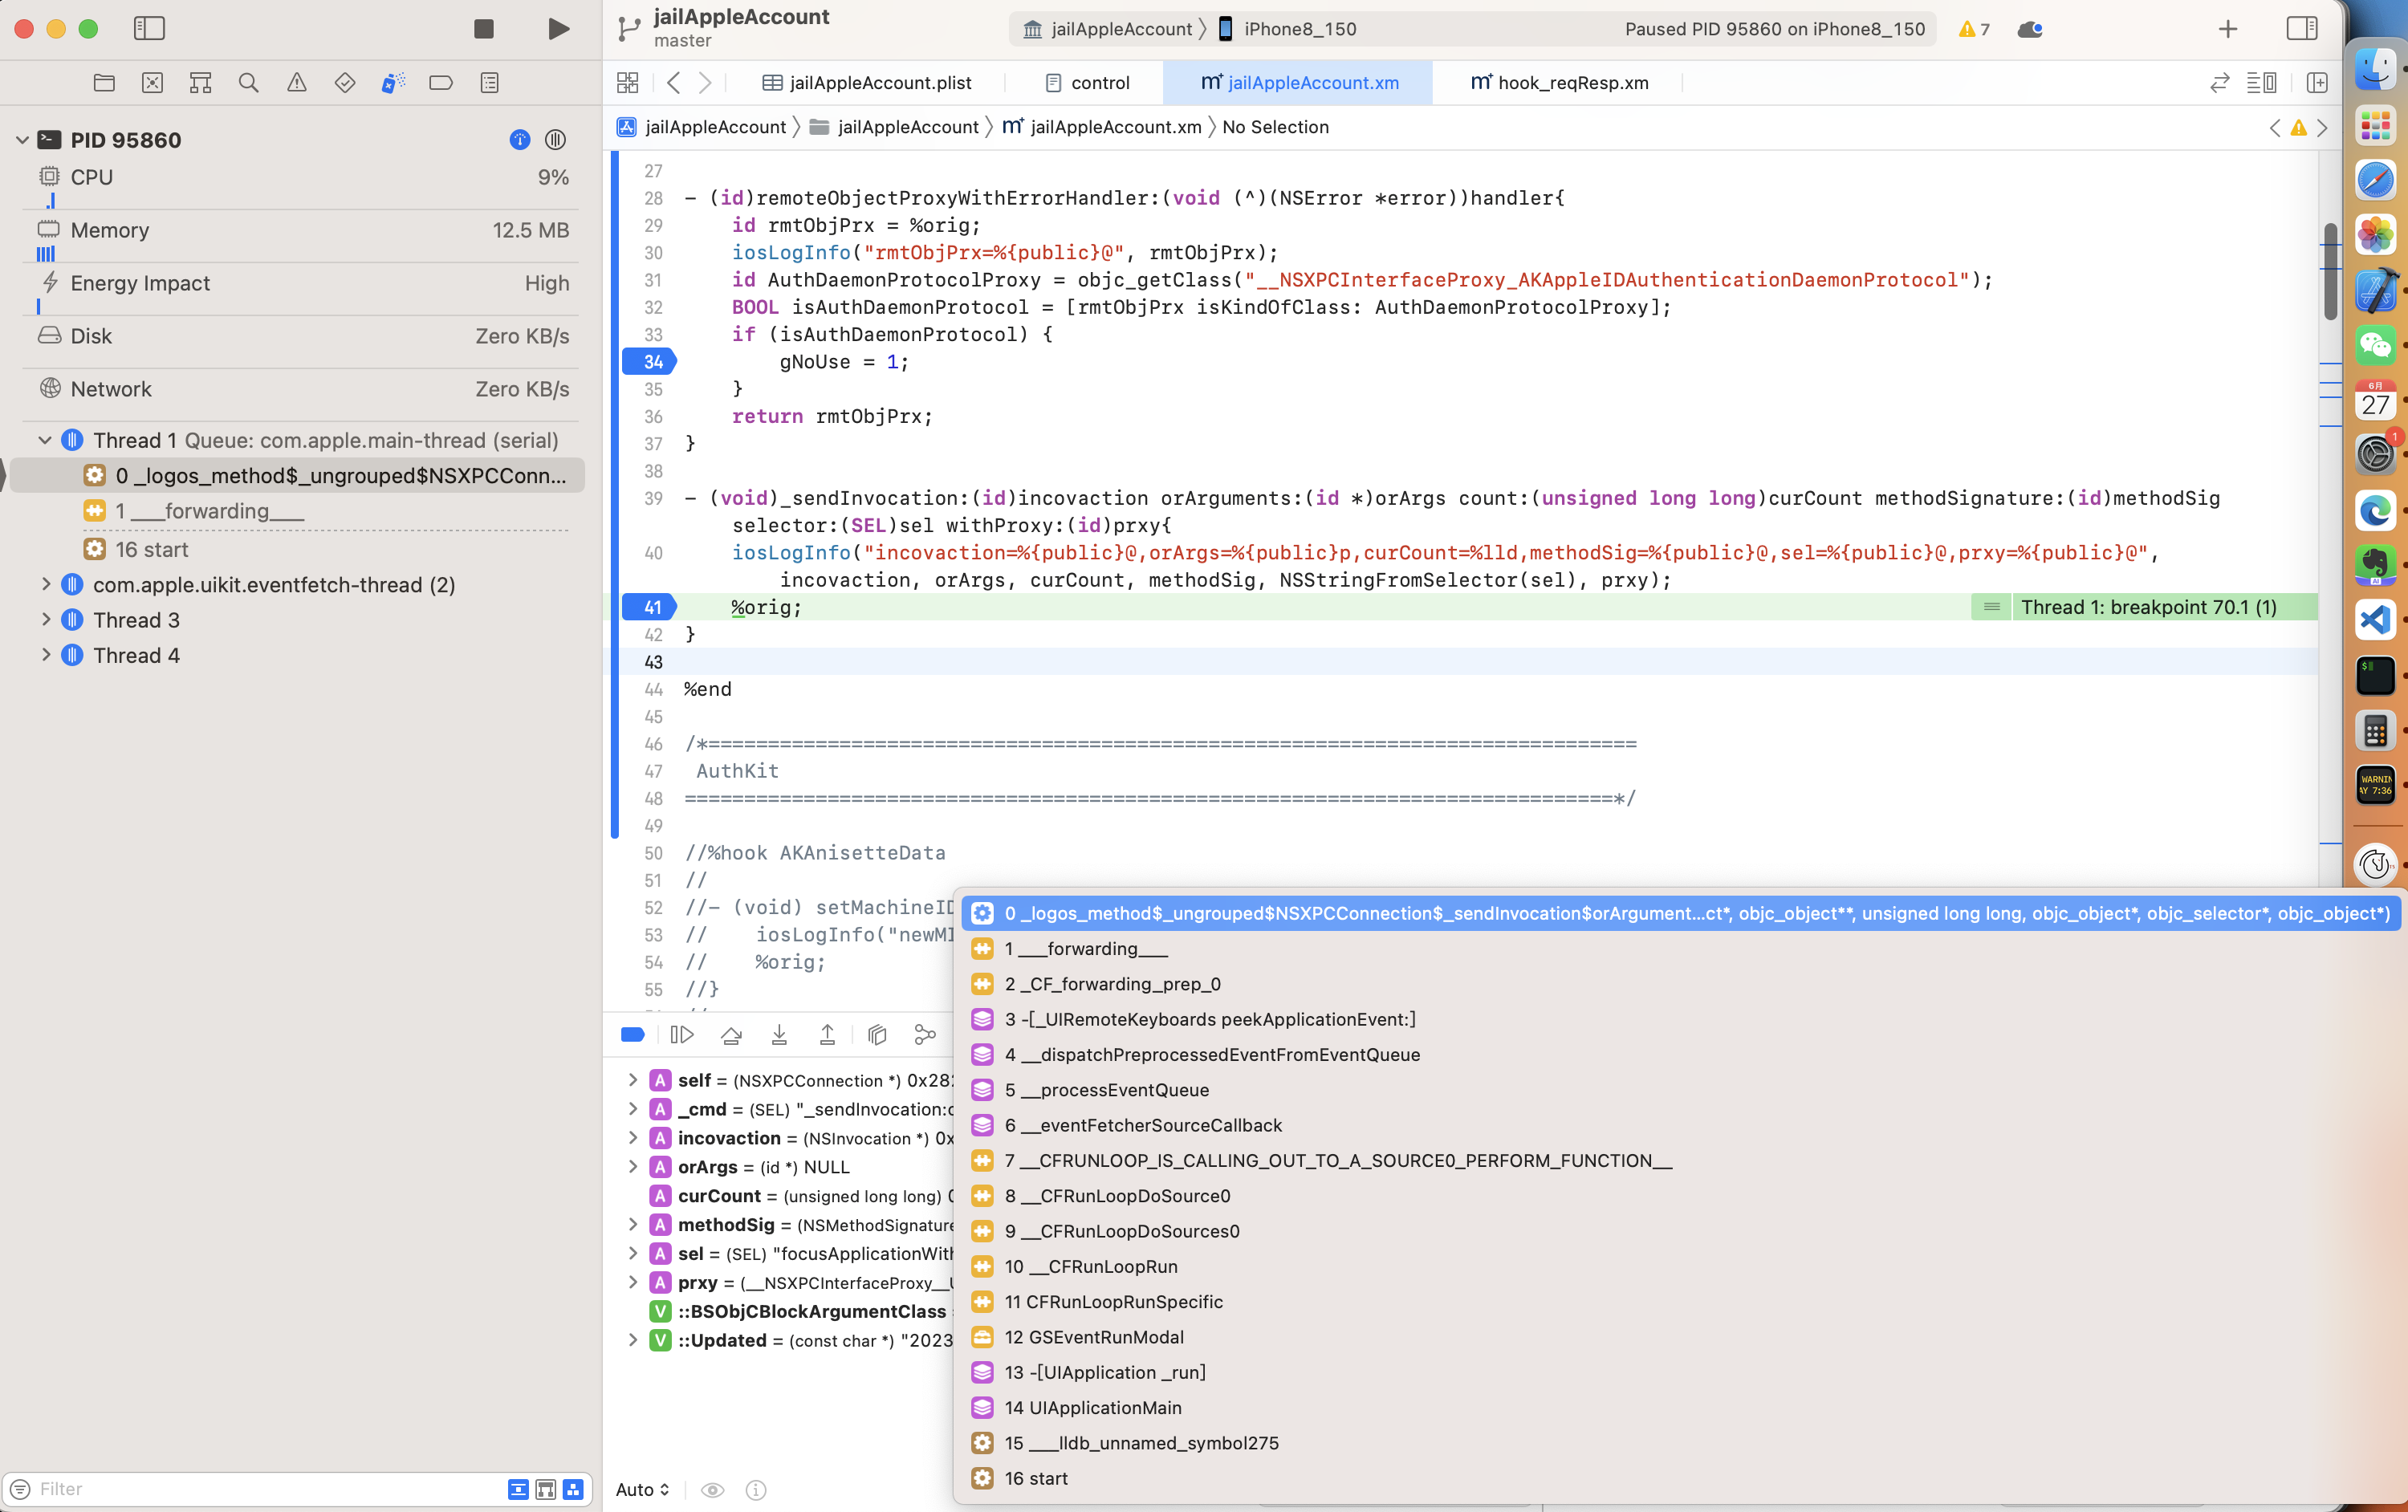 jailAppleAccount
master
jailAppleAccount
iPhone8_150
Paused PID 95860 on iPhone8_150
7
jailAppleAccount.plist
control
jailAppleAccount.xm
hook_reqResp.xm
jailAppleAccount
jailAppleAccount
jailAppleAccount.xm
No Selection
PID 95860
CPU 9%
Memory 12.5 MB
Energy Impact High
Disk Zero KB/s
Network Zero KB/s
Thread 1 Queue: com.apple.main-thread (serial)
0 _logos_method$_ungrouped$NSXPCConn...
1 ___forwarding___
16 start
com.apple.uikit.eventfetch-thread (2)
Thread 3
Thread 4
Filter
27
28 - (id)remoteObjectProxyWithErrorHandler:(void (^)(NSError *error))handler{
29 id rmtObjPrx = %orig;
30 iosLogInfo("rmtObjPrx=%{public}@", rmtObjPrx);
31 id AuthDaemonProtocolProxy = objc_getClass("__NSXPCInterfaceProxy_AKAppleIDAuthenticationDaemonProtocol");
32 BOOL isAuthDaemonProtocol = [rmtObjPrx isKindOfClass: AuthDaemonProtocolProxy];
33 if (isAuthDaemonProtocol) {
34 gNoUse = 1;
35 }
36 return rmtObjPrx;
37 }
38
39 - (void)_sendInvocation:(id)incovaction orArguments:(id *)orArgs count:(unsigned long long)curCount methodSignature:(id)methodSig
selector:(SEL)sel withProxy:(id)prxy{
40 iosLogInfo("incovaction=%{public}@,orArgs=%{public}p,curCount=%lld,methodSig=%{public}@,sel=%{public}@,prxy=%{public}@",
incovaction, orArgs, curCount, methodSig, NSStringFromSelector(sel), prxy);
41 %orig; Thread 1: breakpoint 70.1 (1)
42 }
43
44 %end
45
46 /*=============================================================================
47 AuthKit
48 =============================================================================*/
49
50 //%hook AKAnisetteData
51 //
52 //- (void) setMachineID
53 // iosLogInfo("newMI
54 // %orig;
55 //}
self = (NSXPCConnection *) 0x282
_cmd = (SEL) "_sendInvocation:o
incovaction = (NSInvocation *) 0x
orArgs = (id *) NULL
curCount = (unsigned long long) 0
methodSig = (NSMethodSignature
sel = (SEL) "focusApplicationWith
prxy = (__NSXPCInterfaceProxy__U
::BSObjCBlockArgumentClass
::Updated = (const char *) "2023
Auto
0 _logos_method$_ungrouped$NSXPCConnection$_sendInvocation$orArgument...ct*, objc_object**, unsigned long long, objc_object*, objc_selector*, objc_object*)
1 ___forwarding___
2 _CF_forwarding_prep_0
3 -[_UIRemoteKeyboards peekApplicationEvent:]
4 __dispatchPreprocessedEventFromEventQueue
5 __processEventQueue
6 __eventFetcherSourceCallback
7 __CFRUNLOOP_IS_CALLING_OUT_TO_A_SOURCE0_PERFORM_FUNCTION__
8 __CFRunLoopDoSource0
9 __CFRunLoopDoSources0
10 __CFRunLoopRun
11 CFRunLoopRunSpecific
12 GSEventRunModal
13 -[UIApplication _run]
14 UIApplicationMain
15 ___lldb_unnamed_symbol275
16 start
6月
27
1
AI
WARNIN
AY 7:36